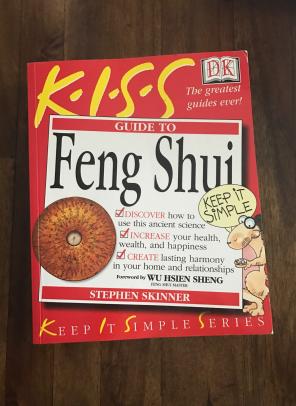 K·I·S·S
DK
The greatest
guides ever!
GUIDE TO
Feng Shui
KEEP IT
SIMPLE
DISCOVER how to
use this ancient science
INCREASE your health,
wealth, and happiness
CREATE lasting harmony
in your home and relationships
Foreword by WU HSIEN SHENG
FENG SHUI MASTER
STEPHEN SKINNER
KEEP IT SIMPLE SERIES